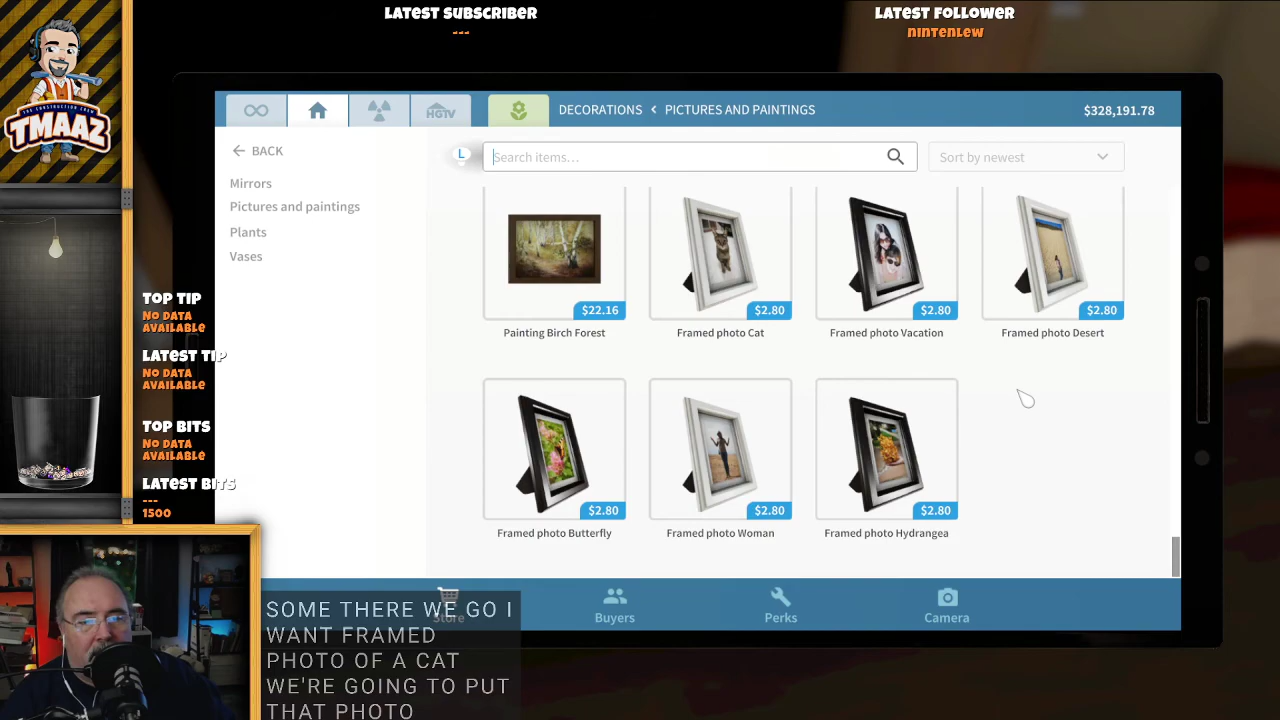 LATEST SUBSCRIBER
---
LATEST FOLLOWER
NINTENLEW
THE CONSTRUCTION CREW
TMAAZ
HGTV
DECORATIONS < PICTURES AND PAINTINGS
$328,191.78
BACK
L
Search items...
Sort by newest
Mirrors
Pictures and paintings
Plants
Vases
$22.16
$2.80
$2.80
$2.80
Painting Birch Forest
Framed photo Cat
Framed photo Vacation
Framed photo Desert
$2.80
$2.80
$2.80
Framed photo Butterfly
Framed photo Woman
Framed photo Hydrangea
TOP TIP
NO DATA
AVAILABLE
LATEST TIP
NO DATA
AVAILABLE
TOP BITS
NO DATA
AVAILABLE
LATEST BITS
---
1500
Store
Buyers
Perks
Camera
SOME THERE WE GO I
WANT FRAMED
PHOTO OF A CAT
WE'RE GOING TO PUT
THAT PHOTO